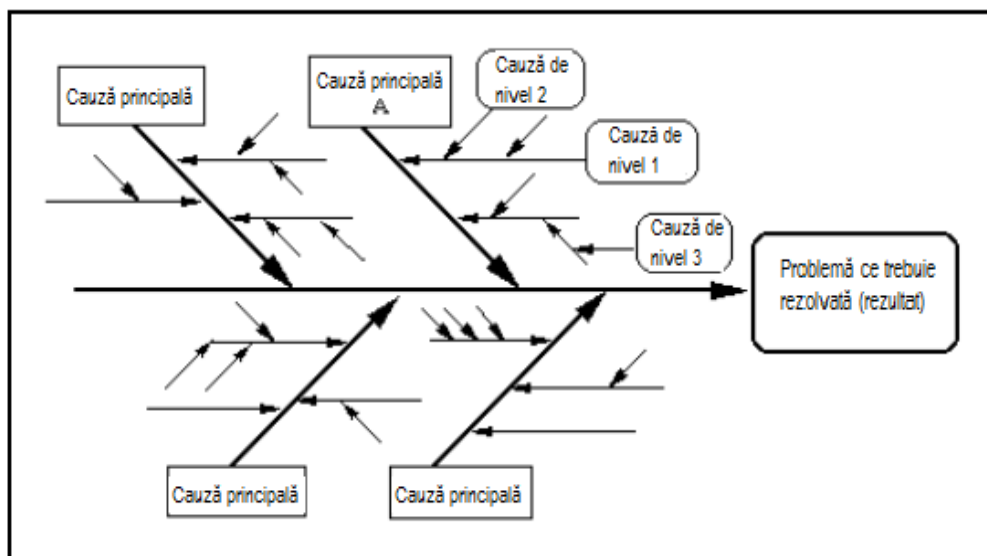 Cauză principală
Cauză principală
A
Cauză de
nivel 2
Cauză de
nivel 1
Cauză de
nivel 3
Problemă ce trebuie
rezolvată (rezultat)
Cauză principală
Cauză principală